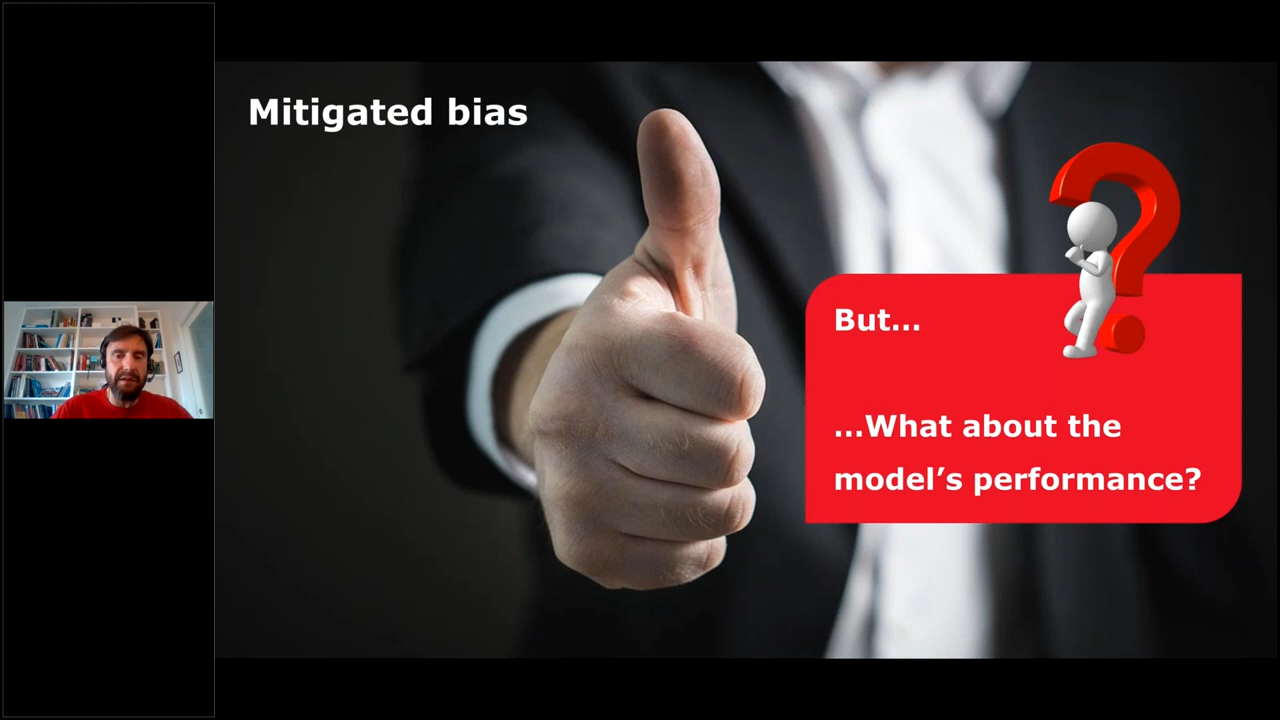 Mitigated bias
But...
...What about the
model’s performance?